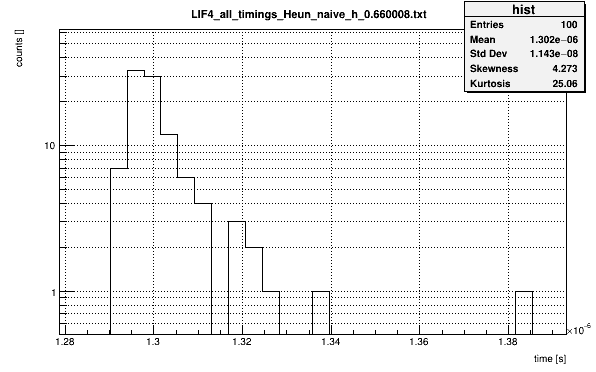 LIF4_all_timings_Heun_naive_h_0.660008.txt
hist
Entries 100
Mean 1.302e−06
Std Dev 1.143e−08
Skewness 4.273
Kurtosis 25.06
counts []
10
1
1.28 1.3 1.32 1.34 1.36 1.38
×10⁻⁶
time [s]